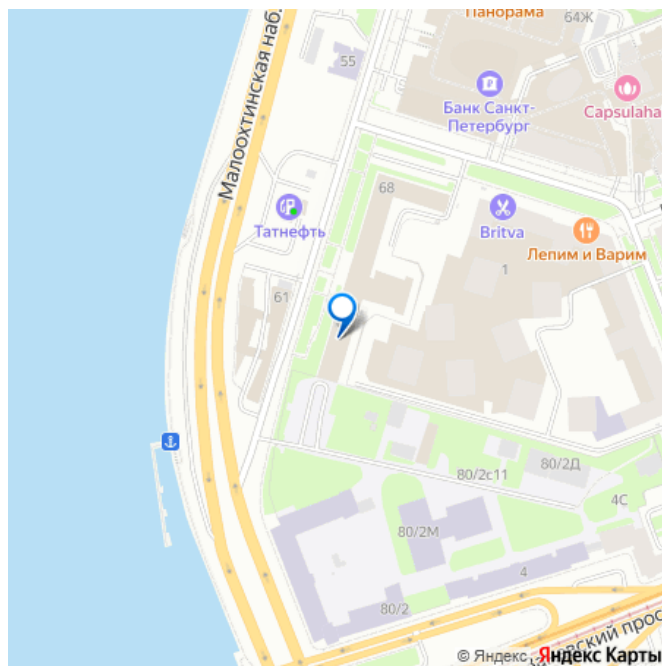 Панорама
64Ж
55
Малоохтинская наб.
Банк Санкт-
Петербург
Capsulaha
68
Татнефть
Britva
Лепим и Варим
1
61
80/2с11
80/2Д
4С
80/2М
4
80/2
© Яндекс Яндекс Карты